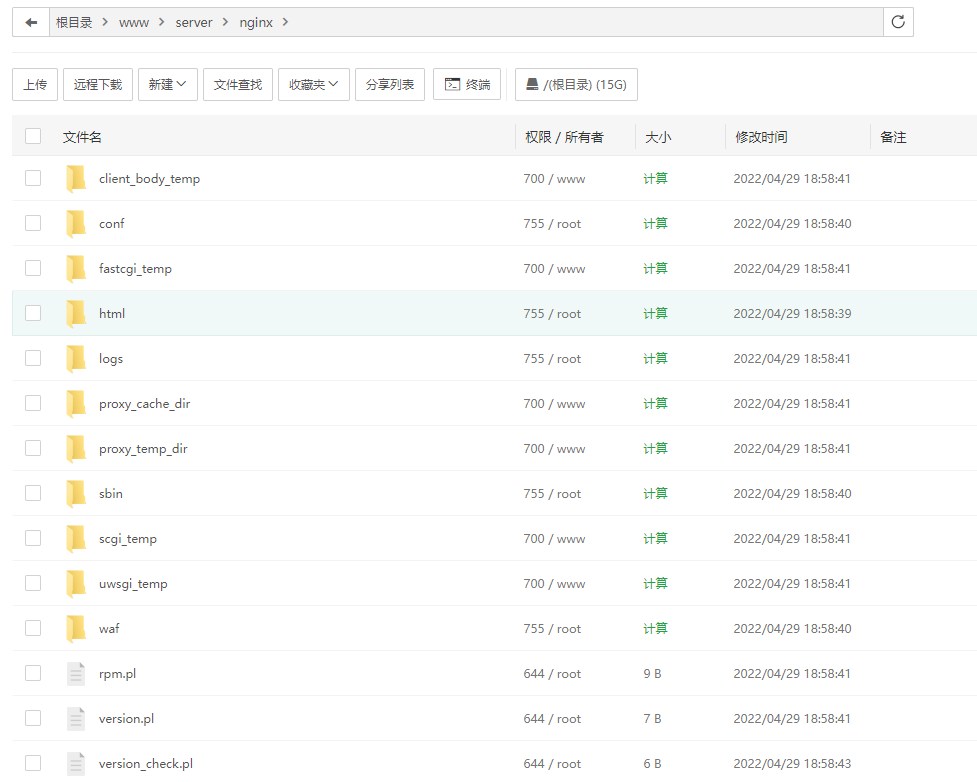 根目录 > www > server > nginx >
上传 远程下载 新建 文件查找 收藏夹 分享列表 终端 /(根目录) (15G)
文件名 权限 / 所有者 大小 修改时间 备注
client_body_temp 700 / www 计算 2022/04/29 18:58:41
conf 755 / root 计算 2022/04/29 18:58:40
fastcgi_temp 700 / www 计算 2022/04/29 18:58:41
html 755 / root 计算 2022/04/29 18:58:39
logs 755 / root 计算 2022/04/29 18:58:41
proxy_cache_dir 700 / www 计算 2022/04/29 18:58:41
proxy_temp_dir 700 / www 计算 2022/04/29 18:58:41
sbin 755 / root 计算 2022/04/29 18:58:40
scgi_temp 700 / www 计算 2022/04/29 18:58:41
uwsgi_temp 700 / www 计算 2022/04/29 18:58:41
waf 755 / root 计算 2022/04/29 18:58:40
rpm.pl 644 / root 9 B 2022/04/29 18:58:41
version.pl 644 / root 7 B 2022/04/29 18:58:41
version_check.pl 644 / root 6 B 2022/04/29 18:58:43